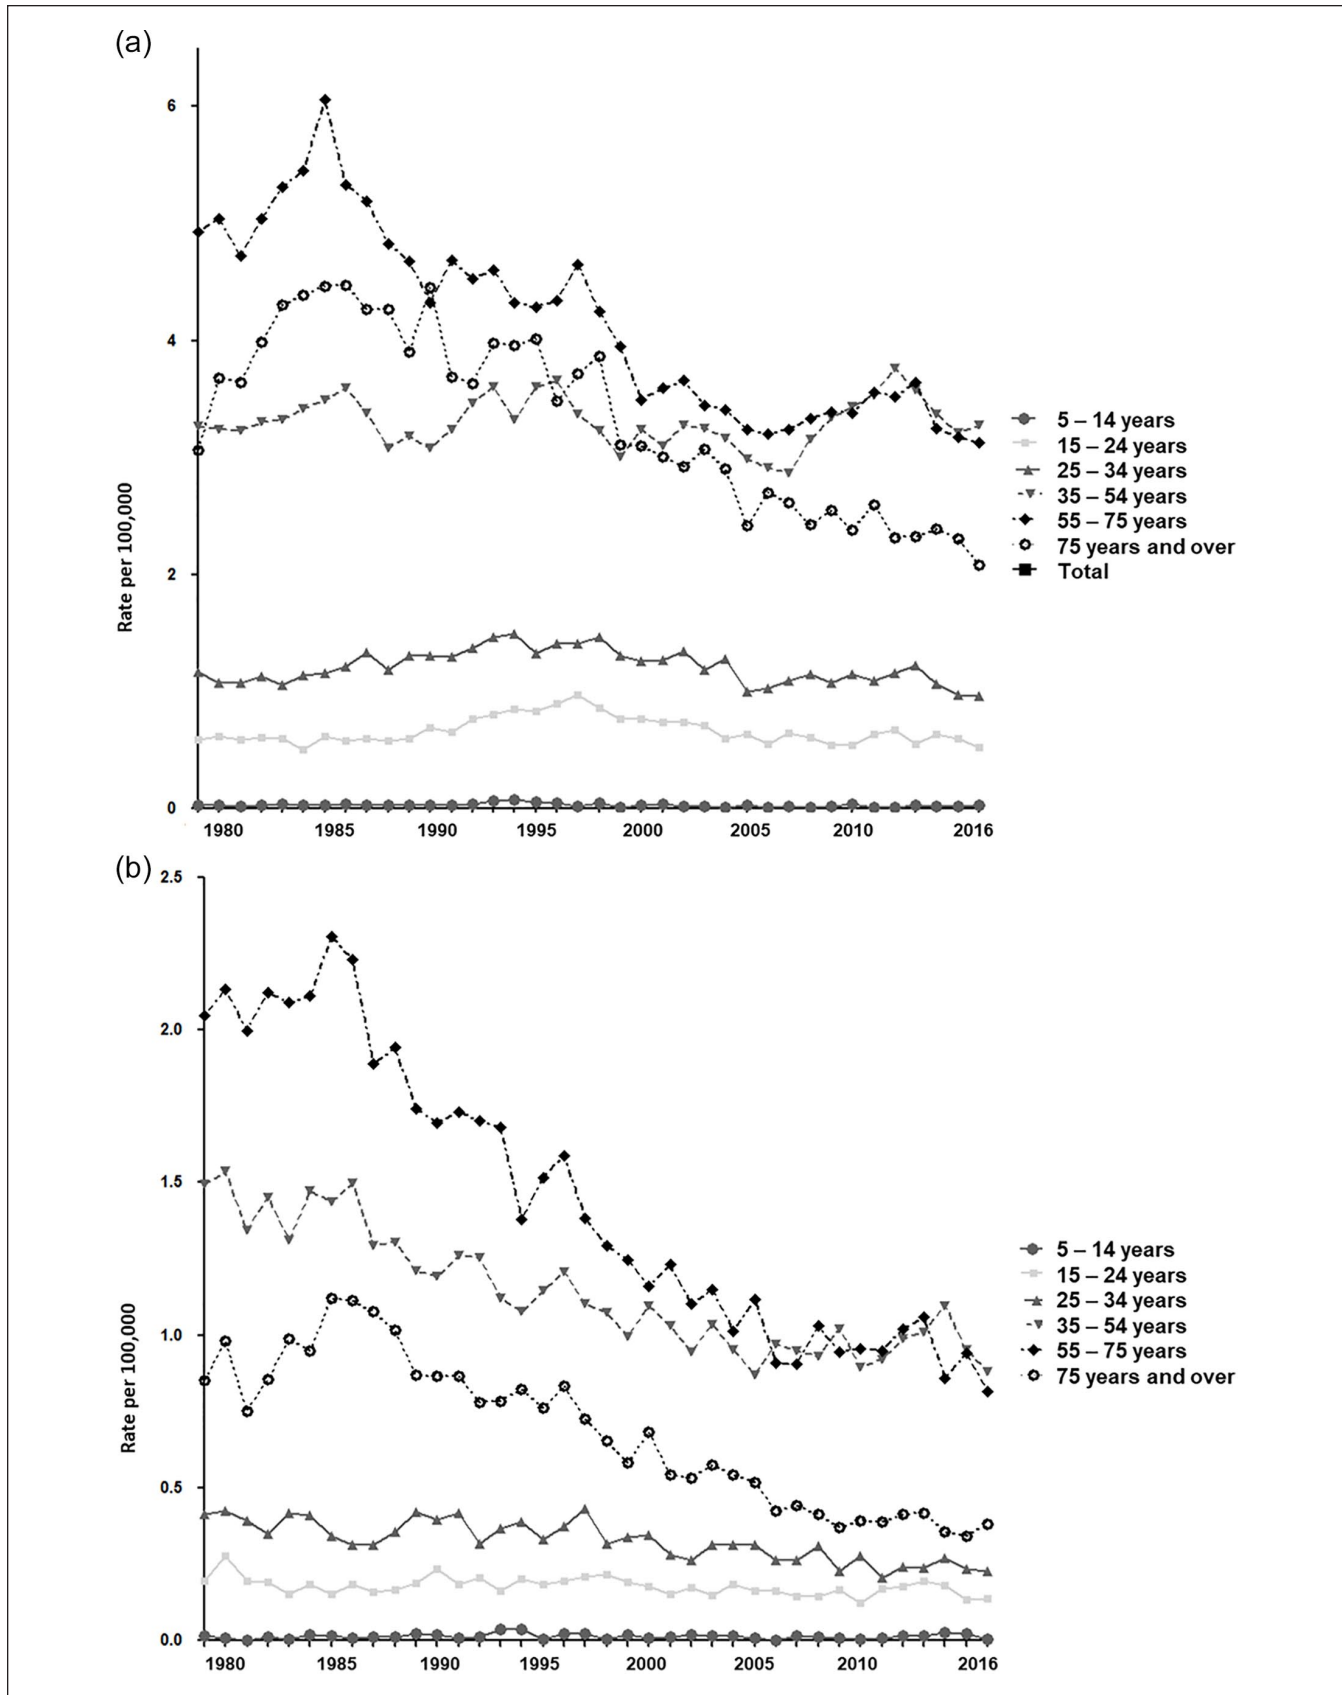 (a)
6
4
2
0
Rate per 100,000
1980 1985 1990 1995 2000 2005 2010 2016
5 – 14 years
15 – 24 years
25 – 34 years
35 – 54 years
55 – 75 years
75 years and over
Total
(b)
2.5
2.0
1.5
1.0
0.5
0.0
Rate per 100,000
1980 1985 1990 1995 2000 2005 2010 2016
5 – 14 years
15 – 24 years
25 – 34 years
35 – 54 years
55 – 75 years
75 years and over